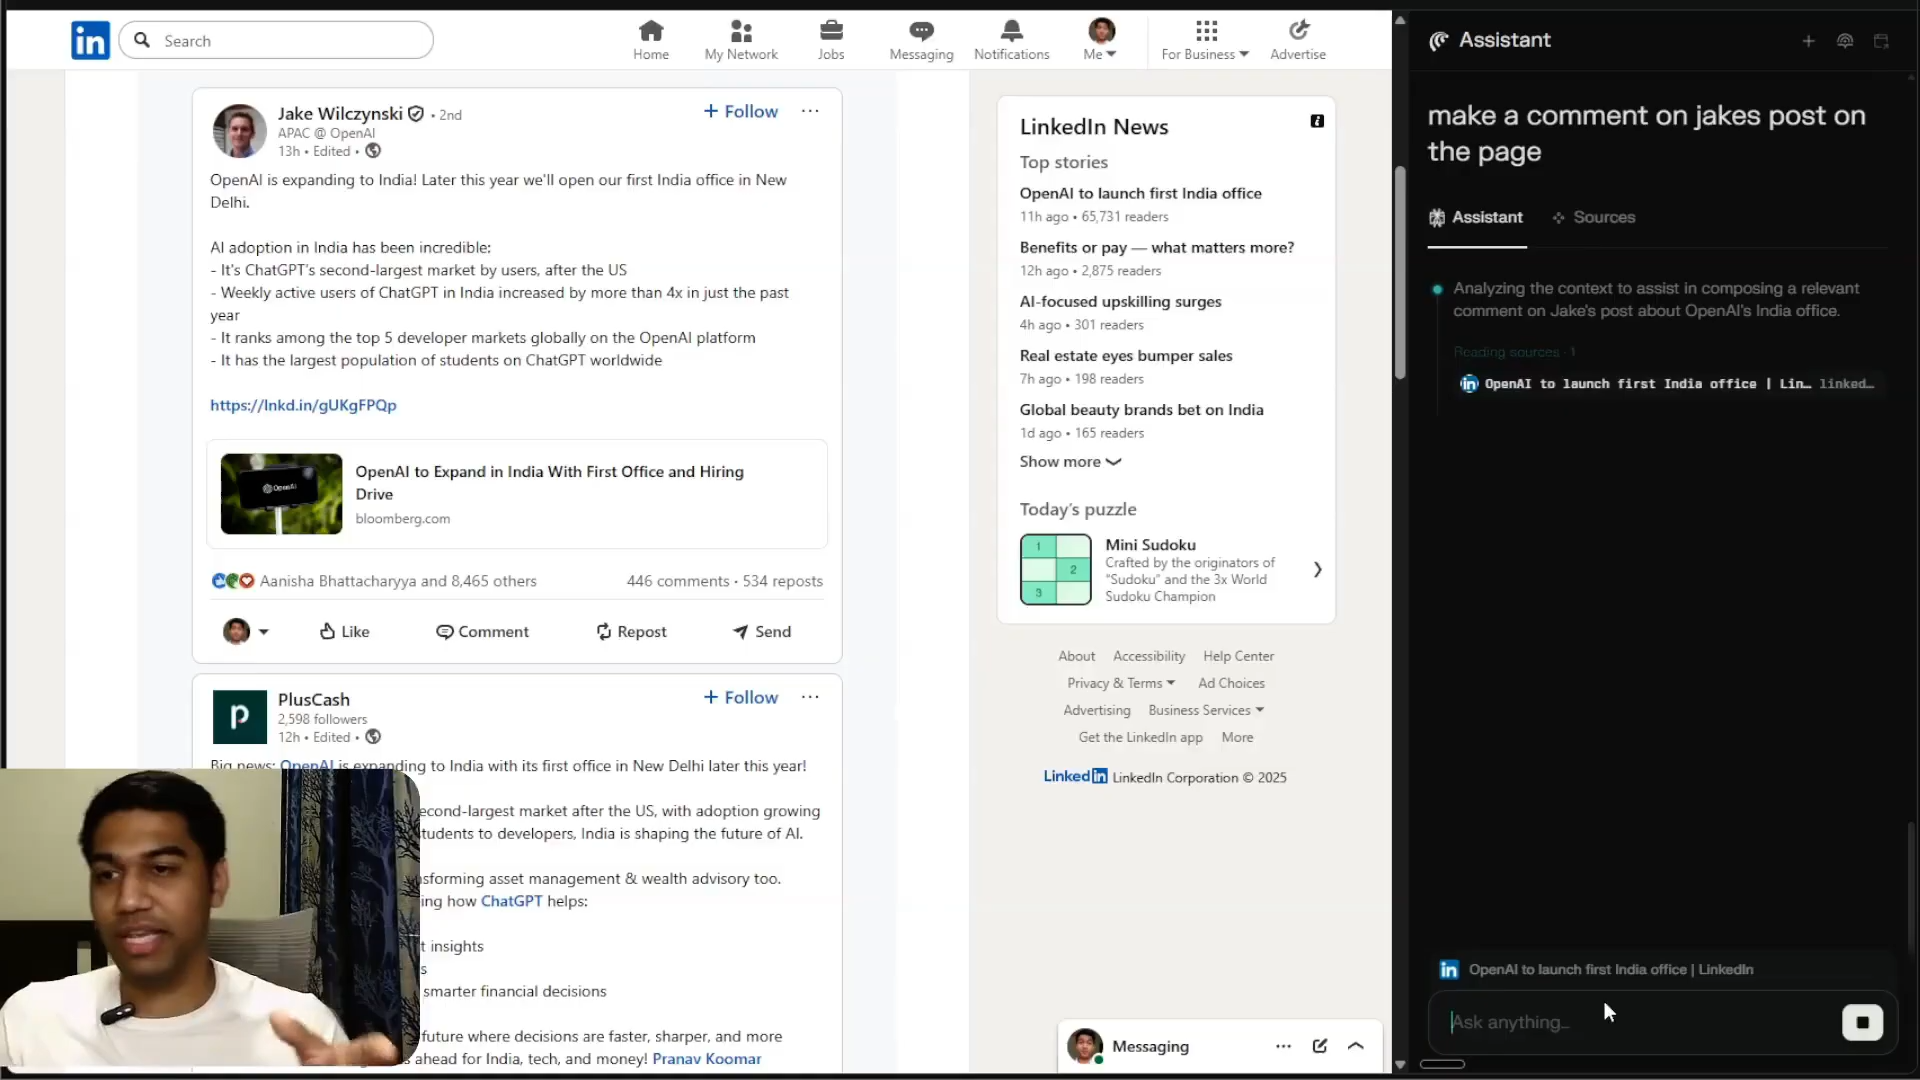 in
Search
Home
My Network
Jobs
Messaging
Notifications
Me
For Business
Advertise
Jake Wilczynski • 2nd
APAC @ OpenAI
13h • Edited •
+ Follow
OpenAI is expanding to India! Later this year we'll open our first India office in New
Delhi.
AI adoption in India has been incredible:
- It's ChatGPT's second-largest market by users, after the US
- Weekly active users of ChatGPT in India increased by more than 4x in just the past
year
- It ranks among the top 5 developer markets globally on the OpenAI platform
- It has the largest population of students on ChatGPT worldwide
https://lnkd.in/gUKgFPQp
OpenAI
OpenAI to Expand in India With First Office and Hiring
Drive
bloomberg.com
Aanisha Bhattacharyya and 8,465 others
446 comments • 534 reposts
Like
Comment
Repost
Send
p
PlusCash
2,598 followers
12h • Edited •
+ Follow
Big news: OpenAI is expanding to India with its first office in New Delhi later this year!
econd-largest market after the US, with adoption growing
tudents to developers, India is shaping the future of AI.
nsforming asset management & wealth advisory too.
ing how ChatGPT helps:
t insights
s
smarter financial decisions
future where decisions are faster, sharper, and more
s ahead for India, tech, and money! Pranav Koomar
LinkedIn News
Top stories
OpenAI to launch first India office
11h ago • 65,731 readers
Benefits or pay — what matters more?
12h ago • 2,875 readers
AI-focused upskilling surges
4h ago • 301 readers
Real estate eyes bumper sales
7h ago • 198 readers
Global beauty brands bet on India
1d ago • 165 readers
Show more
Today's puzzle
1
2
3
Mini Sudoku
Crafted by the originators of
"Sudoku" and the 3x World
Sudoku Champion
About Accessibility Help Center
Privacy & Terms Ad Choices
Advertising Business Services
Get the LinkedIn app More
LinkedIn LinkedIn Corporation © 2025
Messaging
Assistant
make a comment on jakes post on
the page
Assistant
Sources
Analyzing the context to assist in composing a relevant
comment on Jake's post about OpenAI's India office.
Reading sources · 1
in OpenAI to launch first India office | Lin… linked…
in OpenAI to launch first India office | LinkedIn
Ask anything…